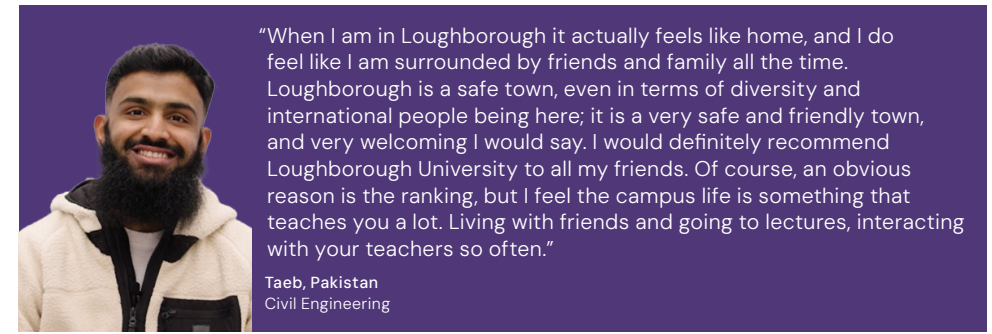 “When I am in Loughborough it actually feels like home, and I do
feel like I am surrounded by friends and family all the time.
Loughborough is a safe town, even in terms of diversity and
international people being here; it is a very safe and friendly town,
and very welcoming I would say. I would definitely recommend
Loughborough University to all my friends. Of course, an obvious
reason is the ranking, but I feel the campus life is something that
teaches you a lot. Living with friends and going to lectures, interacting
with your teachers so often.”
Taeb, Pakistan
Civil Engineering